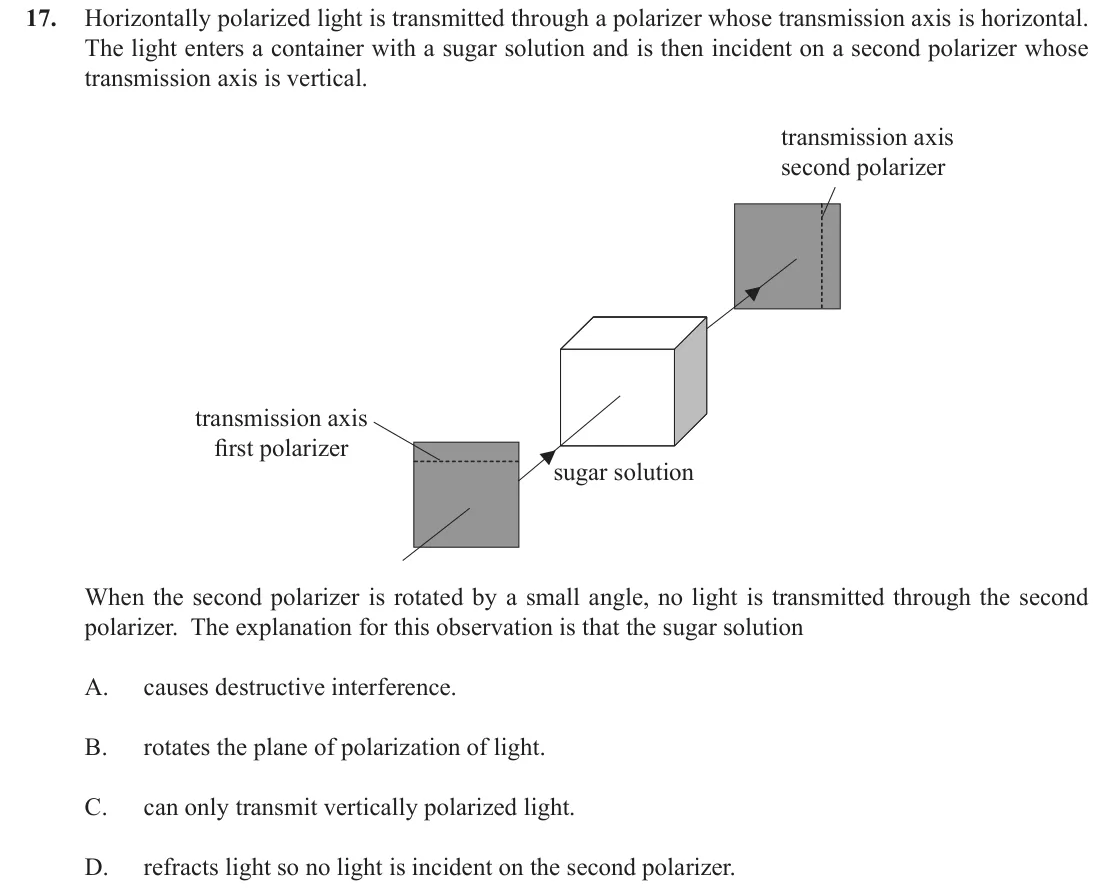 17. Horizontally polarized light is transmitted through a polarizer whose transmission axis is horizontal.
The light enters a container with a sugar solution and is then incident on a second polarizer whose
transmission axis is vertical.
transmission axis
second polarizer
transmission axis
first polarizer
sugar solution
When the second polarizer is rotated by a small angle, no light is transmitted through the second
polarizer. The explanation for this observation is that the sugar solution
A. causes destructive interference.
B. rotates the plane of polarization of light.
C. can only transmit vertically polarized light.
D. refracts light so no light is incident on the second polarizer.